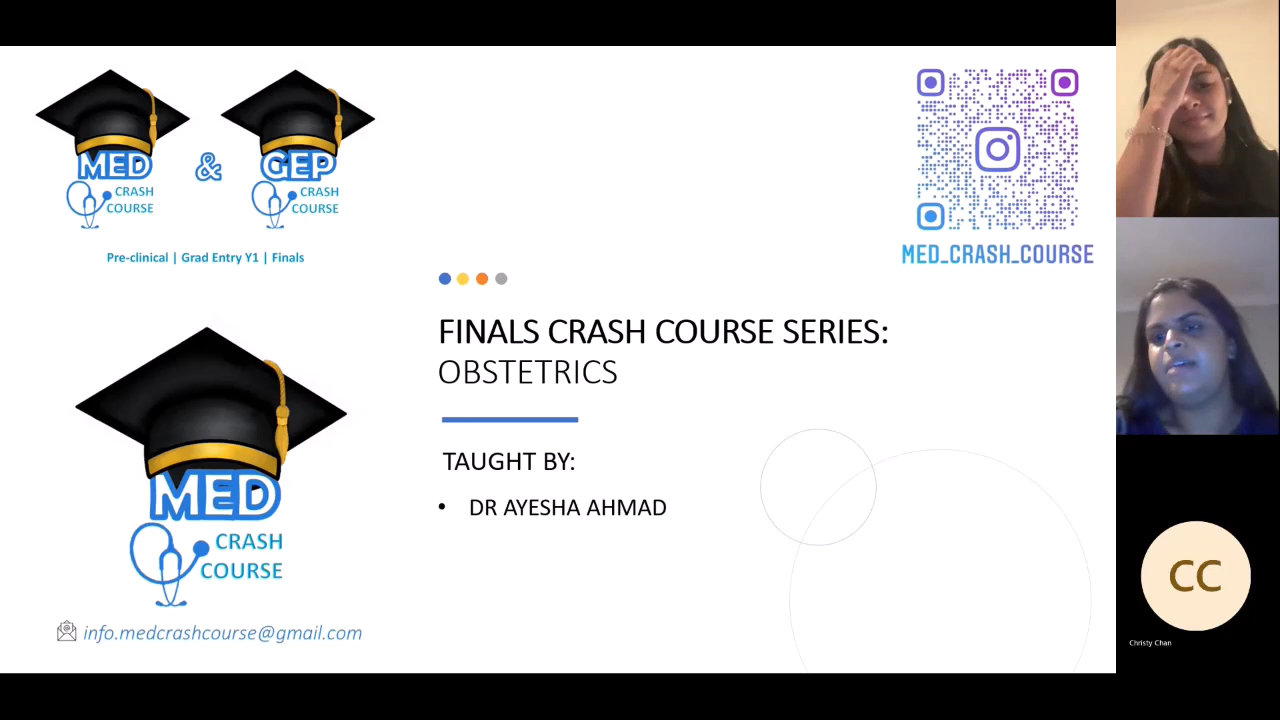 MED & GEP
CRASH COURSE CRASH COURSE
Pre-clinical | Grad Entry Y1 | Finals
MED_CRASH_COURSE
FINALS CRASH COURSE SERIES:
OBSTETRICS
TAUGHT BY:
• DR AYESHA AHMAD
MED
CRASH
COURSE
info.medcrashcourse@gmail.com
CC
Christy Chan